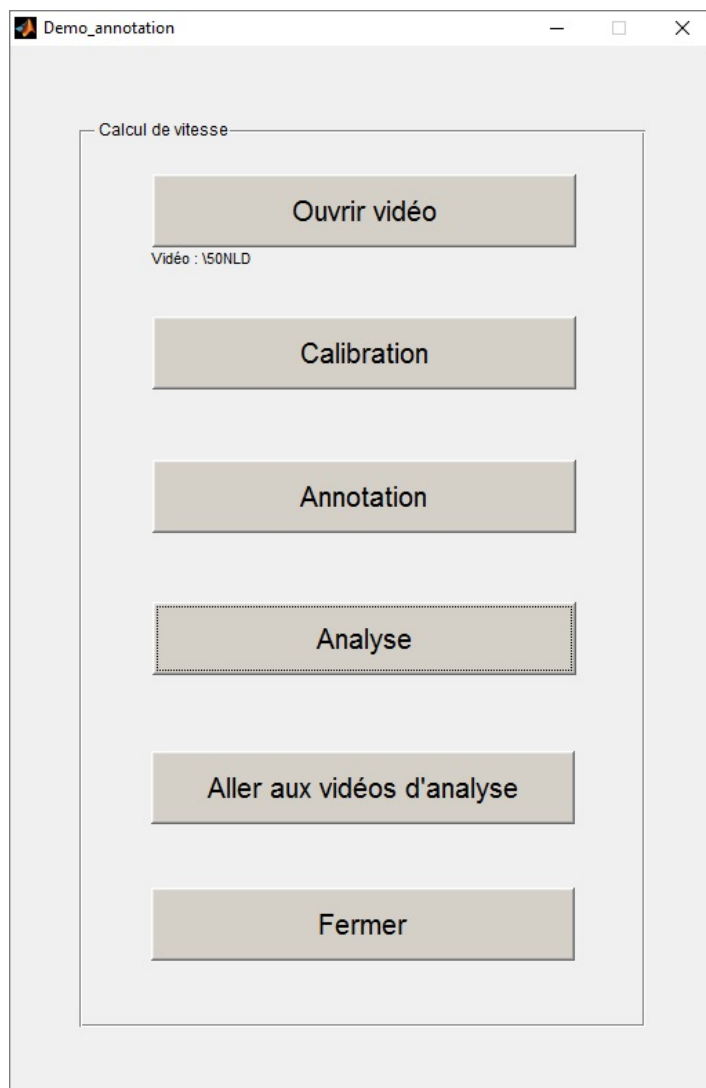 Demo_annotation
Calcul de vitesse
Ouvrir vidéo
Vidéo : \50NLD
Calibration
Annotation
Analyse
Aller aux vidéos d'analyse
Fermer